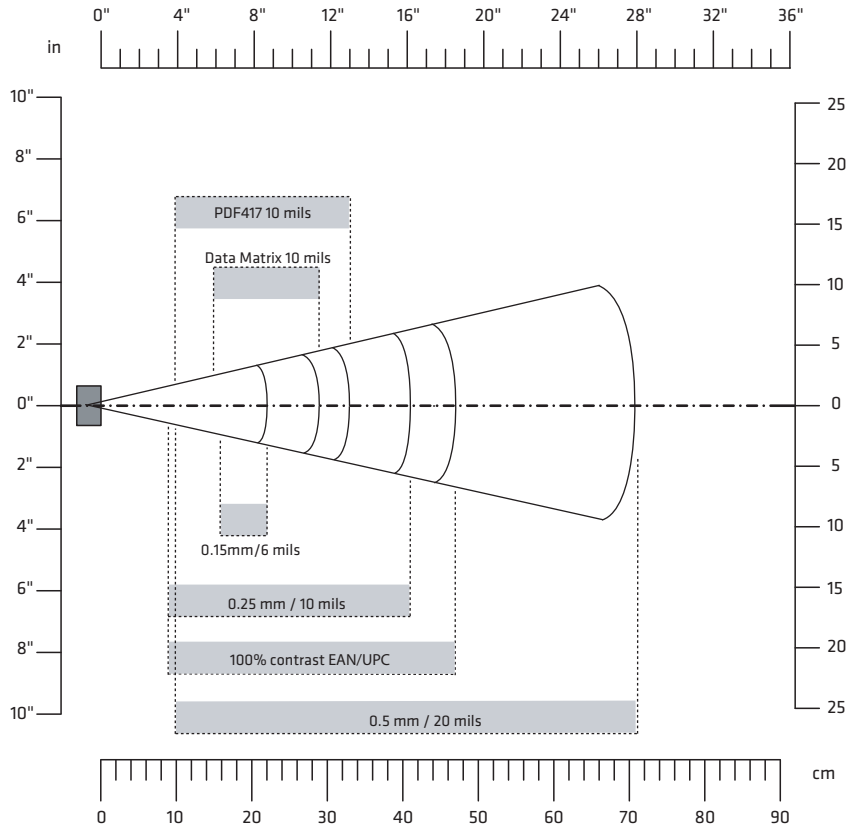 0" 4" 8" 12" 16" 20" 24" 28" 32" 36"
in
10" 25
8" 20
6" PDF417 10 mils 15
Data Matrix 10 mils
4" 10
2" 5
0" 0
2" 5
4" 10
0.15mm/6 mils
6" 15
0.25 mm / 10 mils
8" 100% contrast EAN/UPC 20
10" 0.5 mm / 20 mils 25
cm
0 10 20 30 40 50 60 70 80 90